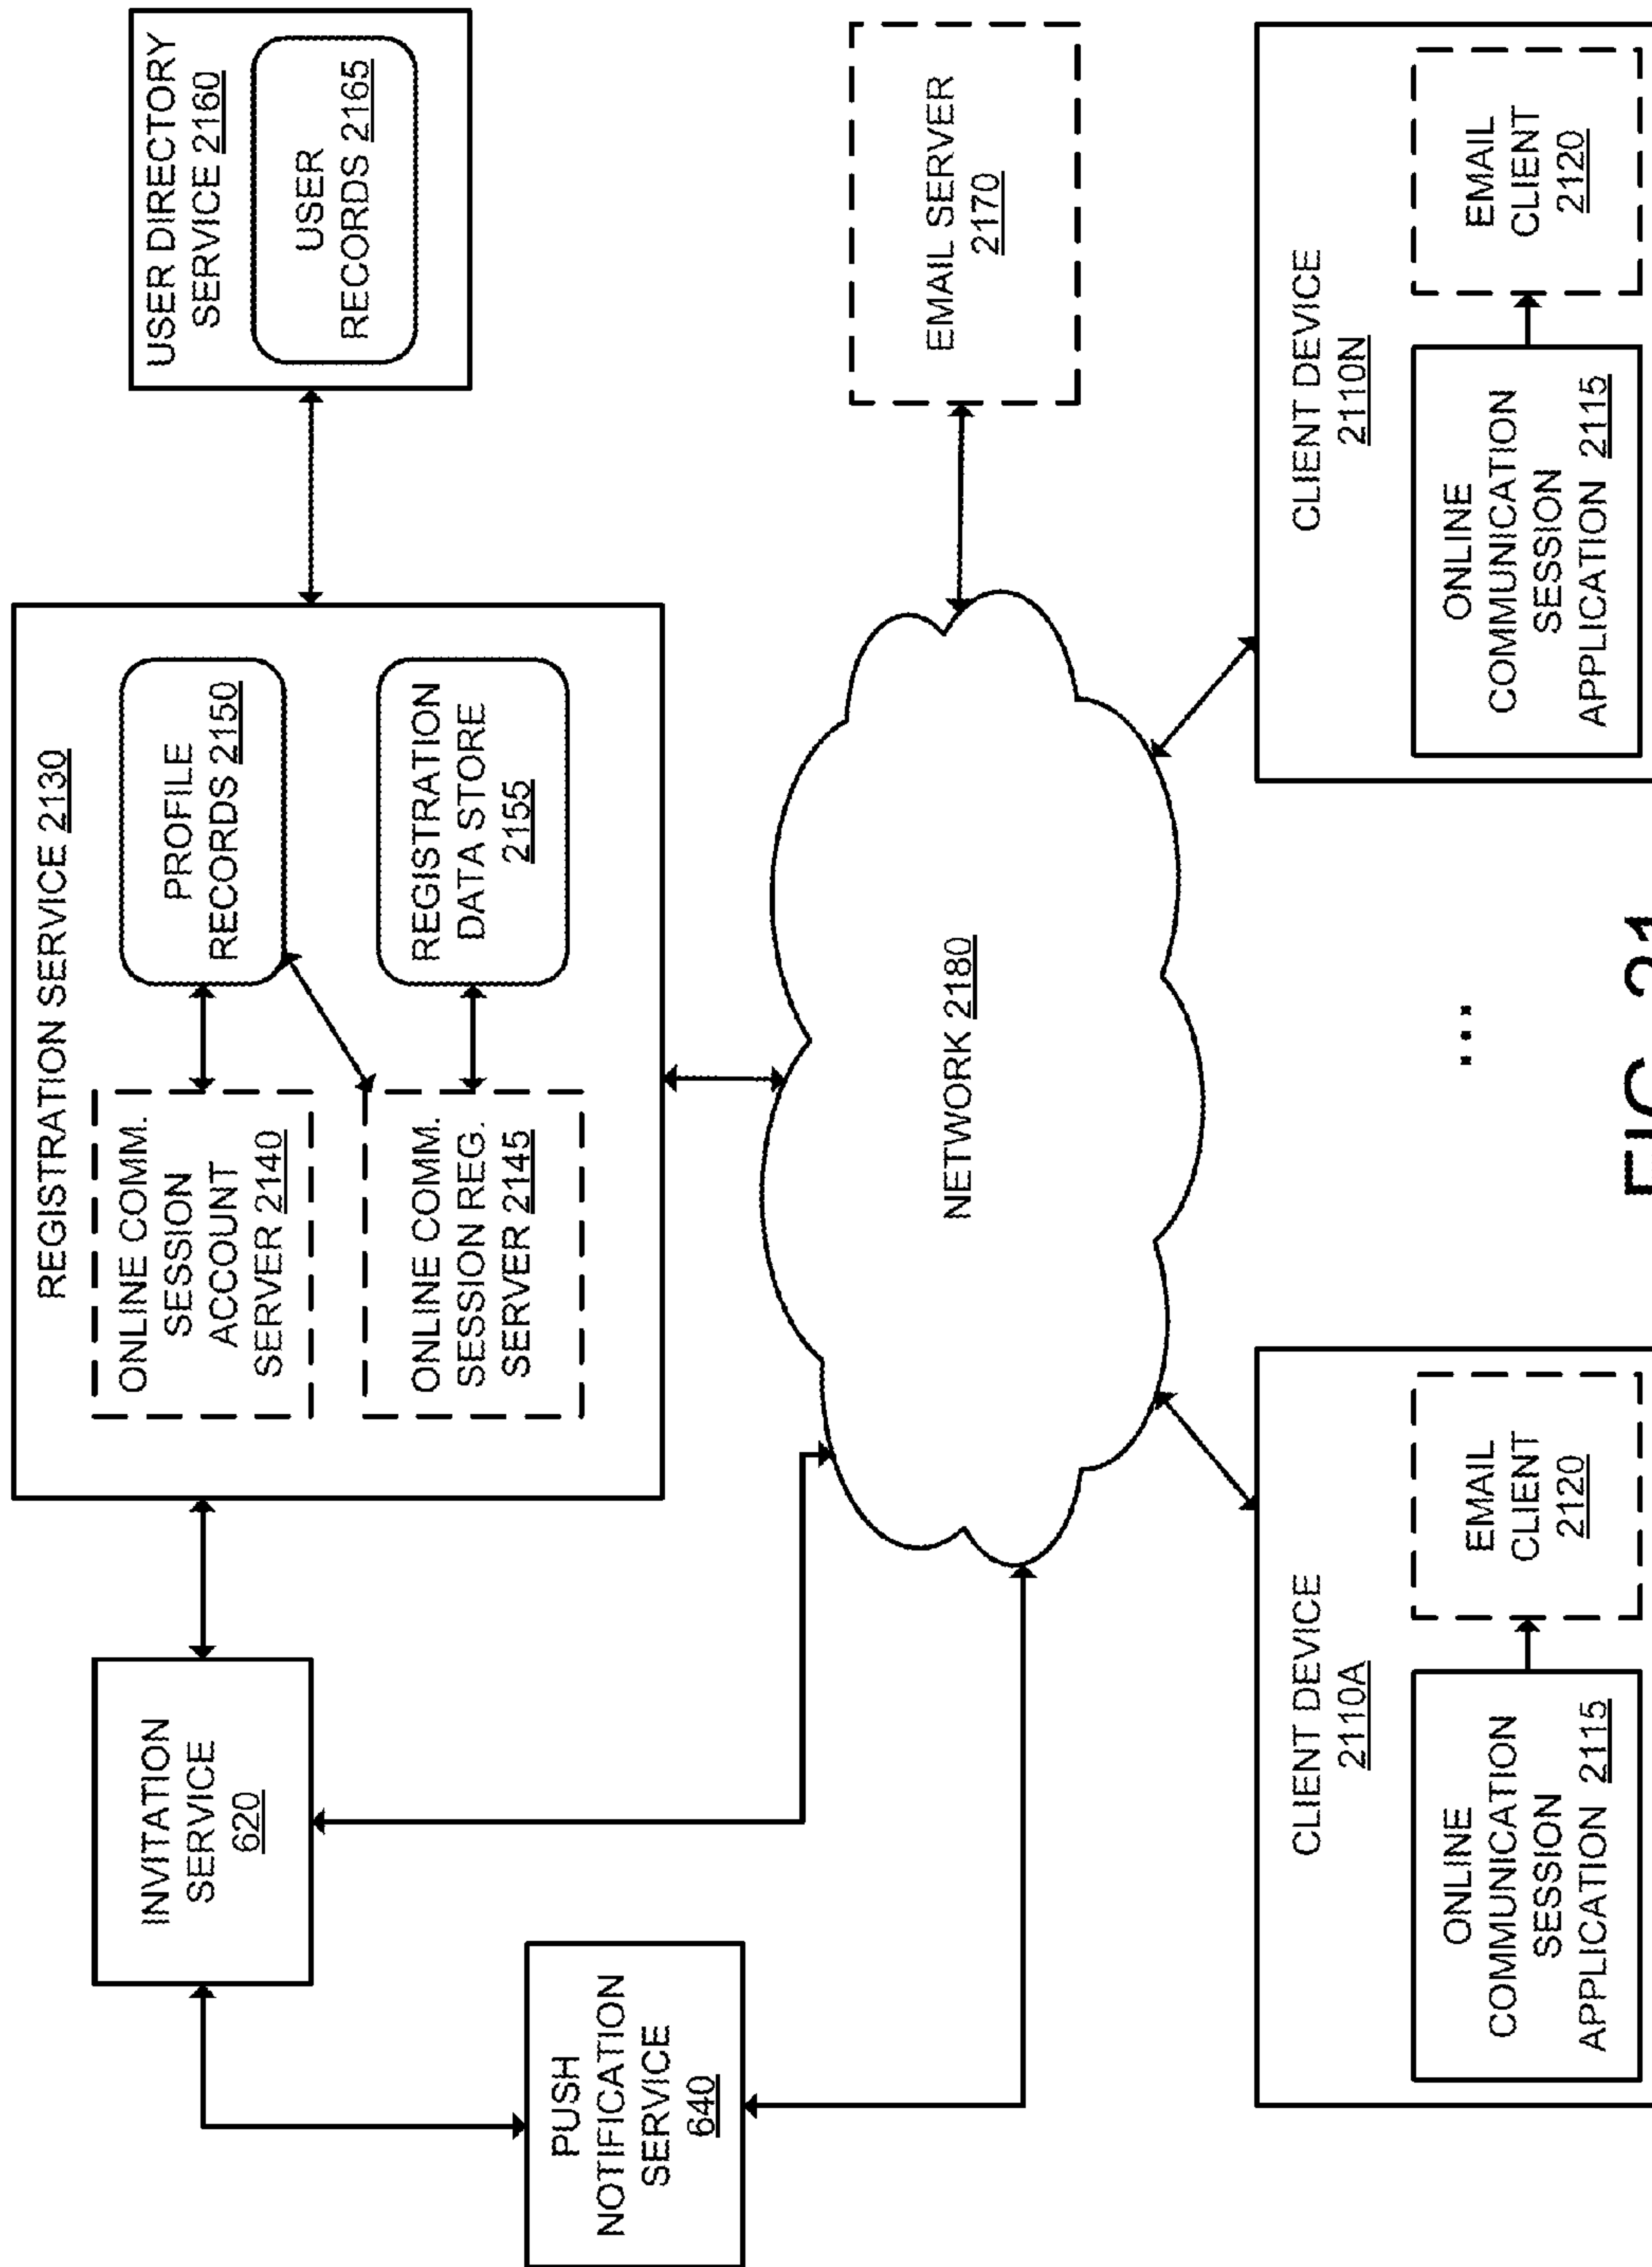 REGISTRATION SERVICE 2130
ONLINE COMM.
SESSION
ACCOUNT
SERVER 2140
PROFILE
RECORDS 2150
ONLINE COMM.
SESSION REG.
SERVER 2145
REGISTRATION
DATA STORE
2155
USER DIRECTORY
SERVICE 2160
USER
RECORDS 2165
INVITATION
SERVICE
620
PUSH
NOTIFICATION
SERVICE
640
NETWORK 2180
EMAIL SERVER
2170
CLIENT DEVICE
2110A
ONLINE
COMMUNICATION
SESSION
APPLICATION 2115
EMAIL
CLIENT
2120
...
CLIENT DEVICE
2110N
ONLINE
COMMUNICATION
SESSION
APPLICATION 2115
EMAIL
CLIENT
2120
FIG. 21